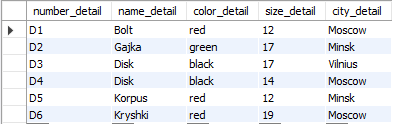 number_detail name_detail color_detail size_detail city_detail
D1 Bolt red 12 Moscow
D2 Gajka green 17 Minsk
D3 Disk black 17 Vilnius
D4 Disk black 14 Moscow
D5 Korpus red 12 Minsk
D6 Kryshki red 19 Moscow